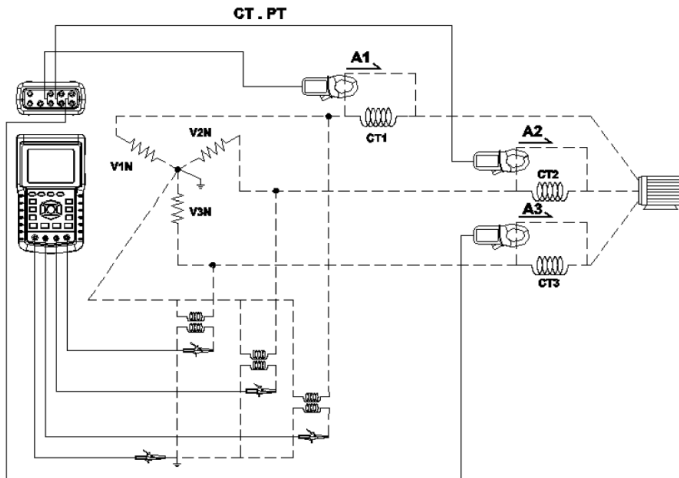 CT . PT
A1
CT1
V2N
V1N
A2
CT2
V3N
A3
CT3